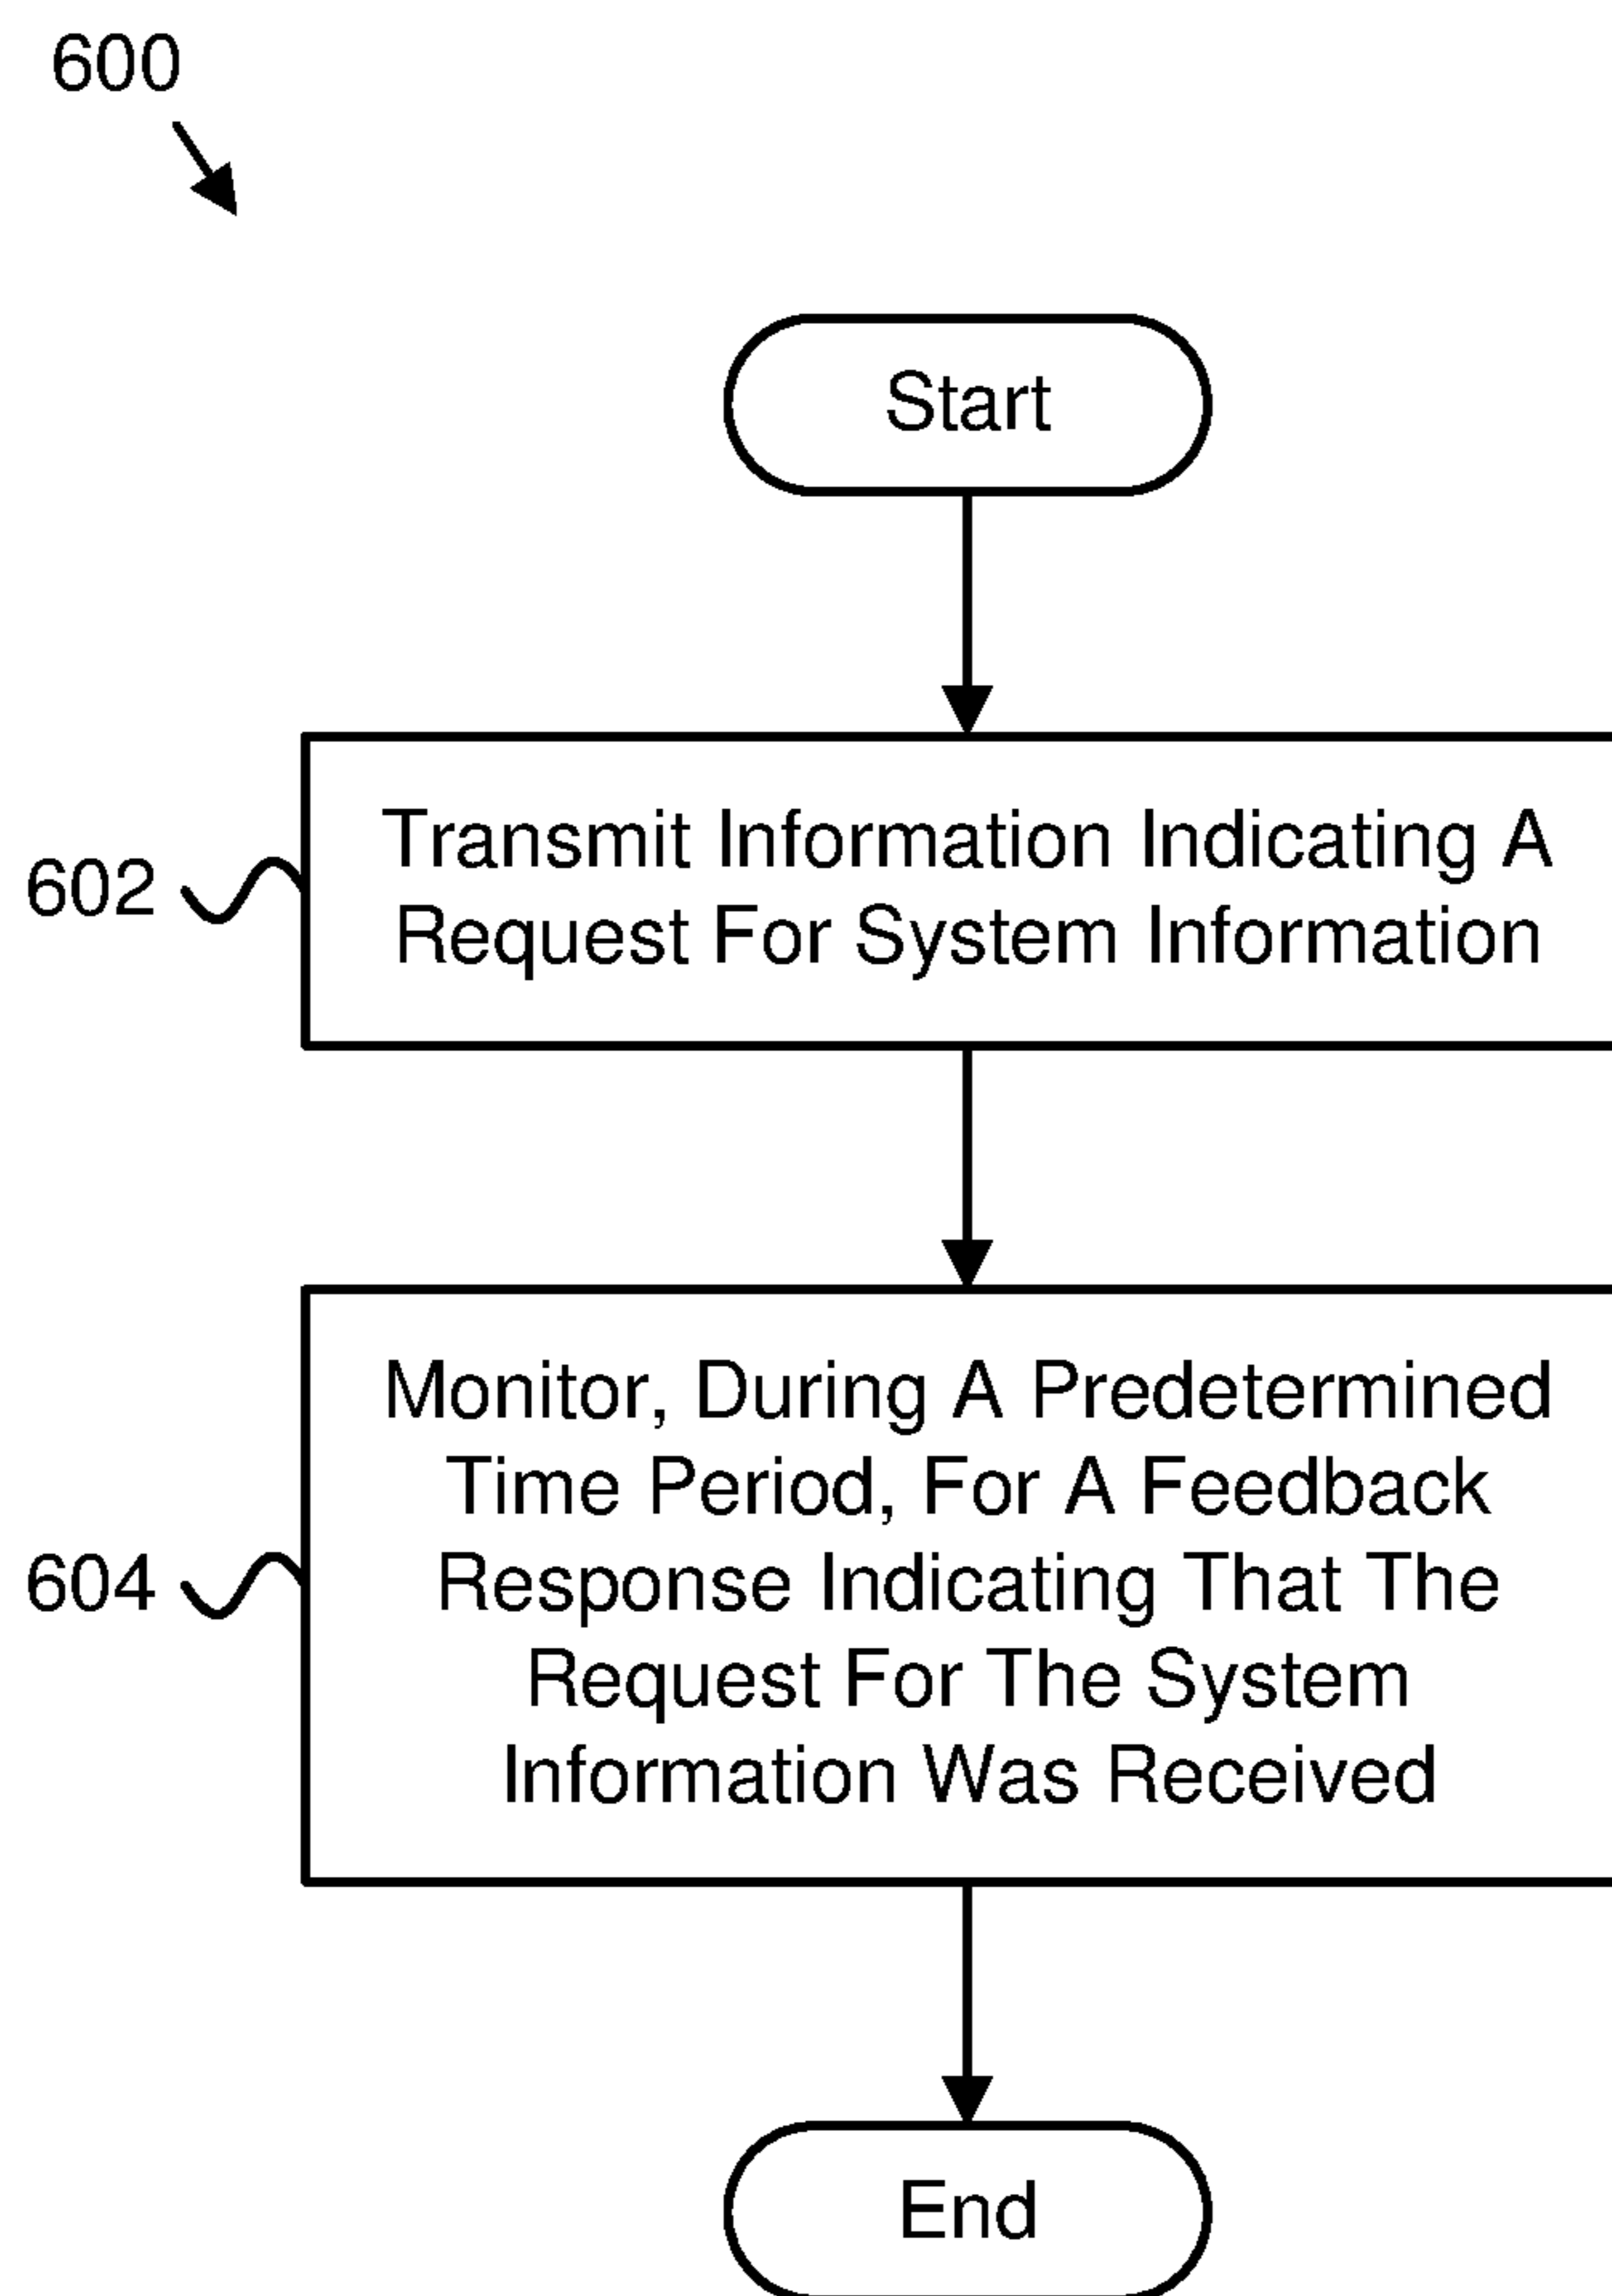 600
Start
602
Transmit Information Indicating A
Request For System Information
604
Monitor, During A Predetermined
Time Period, For A Feedback
Response Indicating That The
Request For The System
Information Was Received
End